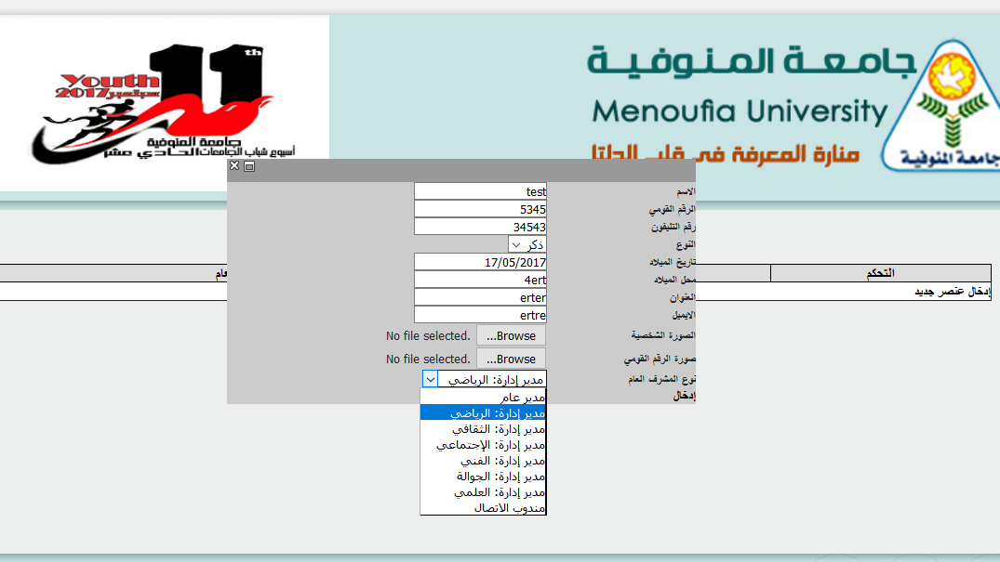 11th
Youth
2017 سبتمبر
جامعة المنوفية
أسبوع شباب الجامعات الحادي عشر
جامعة المنوفية
Menoufia University
منارة المعرفة في قلب الدلتا
جامعة المنوفية
الاسم test
الرقم القومي 5345
رقم التليفون 34543
النوع ذكر
تاريخ الميلاد 17/05/2017
محل الميلاد 4ert
العنوان erter
الايميل ertre
الصورة الشخصية Browse... No file selected.
صورة الرقم القومي Browse... No file selected.
نوع المشرف العام مدير إدارة: الرياضي
إدخال
مدير عام
مدير إدارة: الرياضي
مدير إدارة: الثقافي
مدير إدارة: الإجتماعي
مدير إدارة: الفني
مدير إدارة: الجوالة
مدير إدارة: العلمي
مندوب الاتصال
التحكم
عام
إدخال عنصر جديد